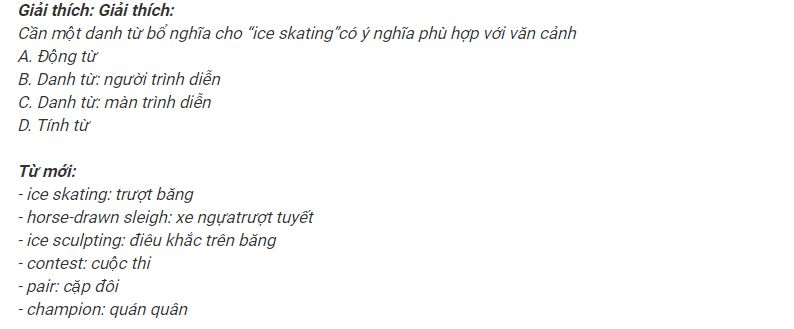 Giải thích: Giải thích:
Cần một danh từ bổ nghĩa cho “ice skating”có ý nghĩa phù hợp với văn cảnh
A. Động từ
B. Danh từ: người trình diễn
C. Danh từ: màn trình diễn
D. Tính từ
Từ mới:
- ice skating: trượt băng
- horse-drawn sleigh: xe ngựatrượt tuyết
- ice sculpting: điêu khắc trên băng
- contest: cuộc thi
- pair: cặp đôi
- champion: quán quân